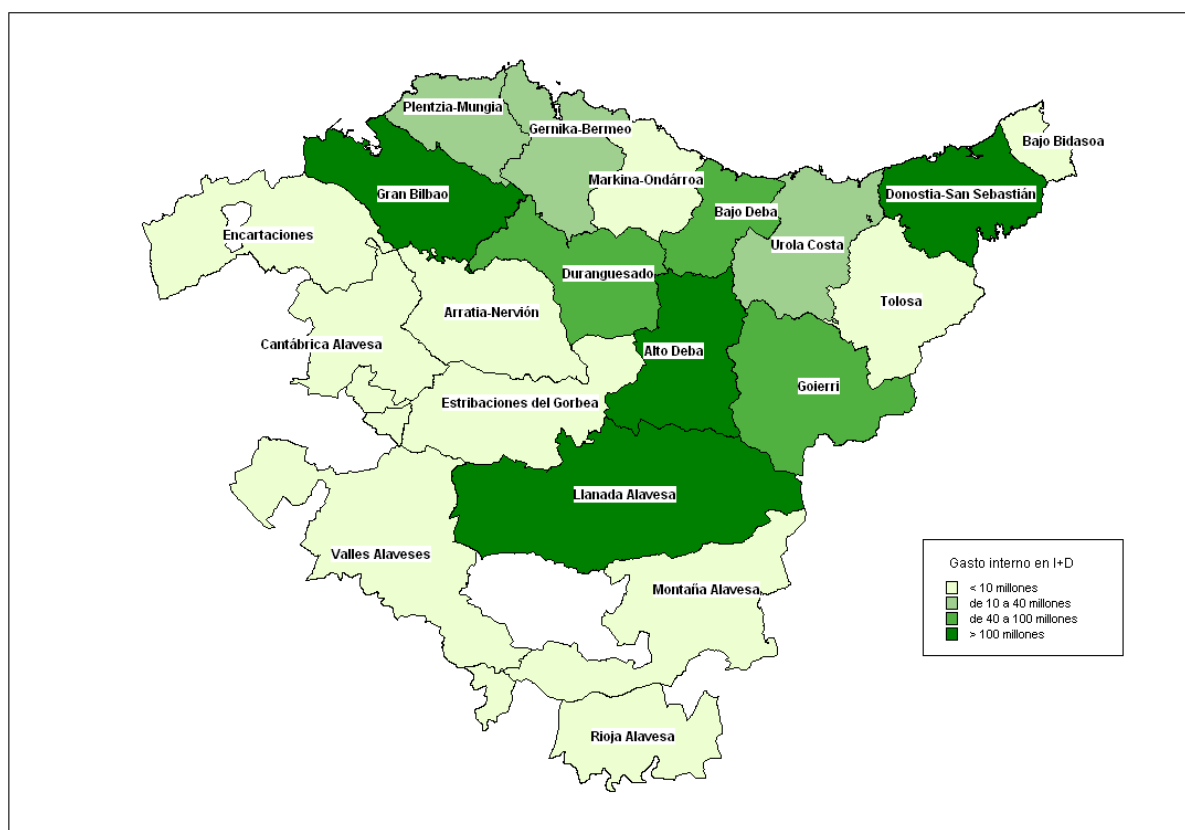 Plentzia-Mungia
Gernika-Bermeo
Bajo Bidasoa
Markina-Ondárroa
Gran Bilbao
Donostia-San Sebastián
Bajo Deba
Encartaciones
Urola Costa
Duranguesado
Tolosa
Arratia-Nervión
Cantábrica Alavesa
Alto Deba
Goierri
Estribaciones del Gorbea
Llanada Alavesa
Valles Alaveses
Montaña Alavesa
Rioja Alavesa
Gasto interno en I+D
< 10 millones
de 10 a 40 millones
de 40 a 100 millones
> 100 millones